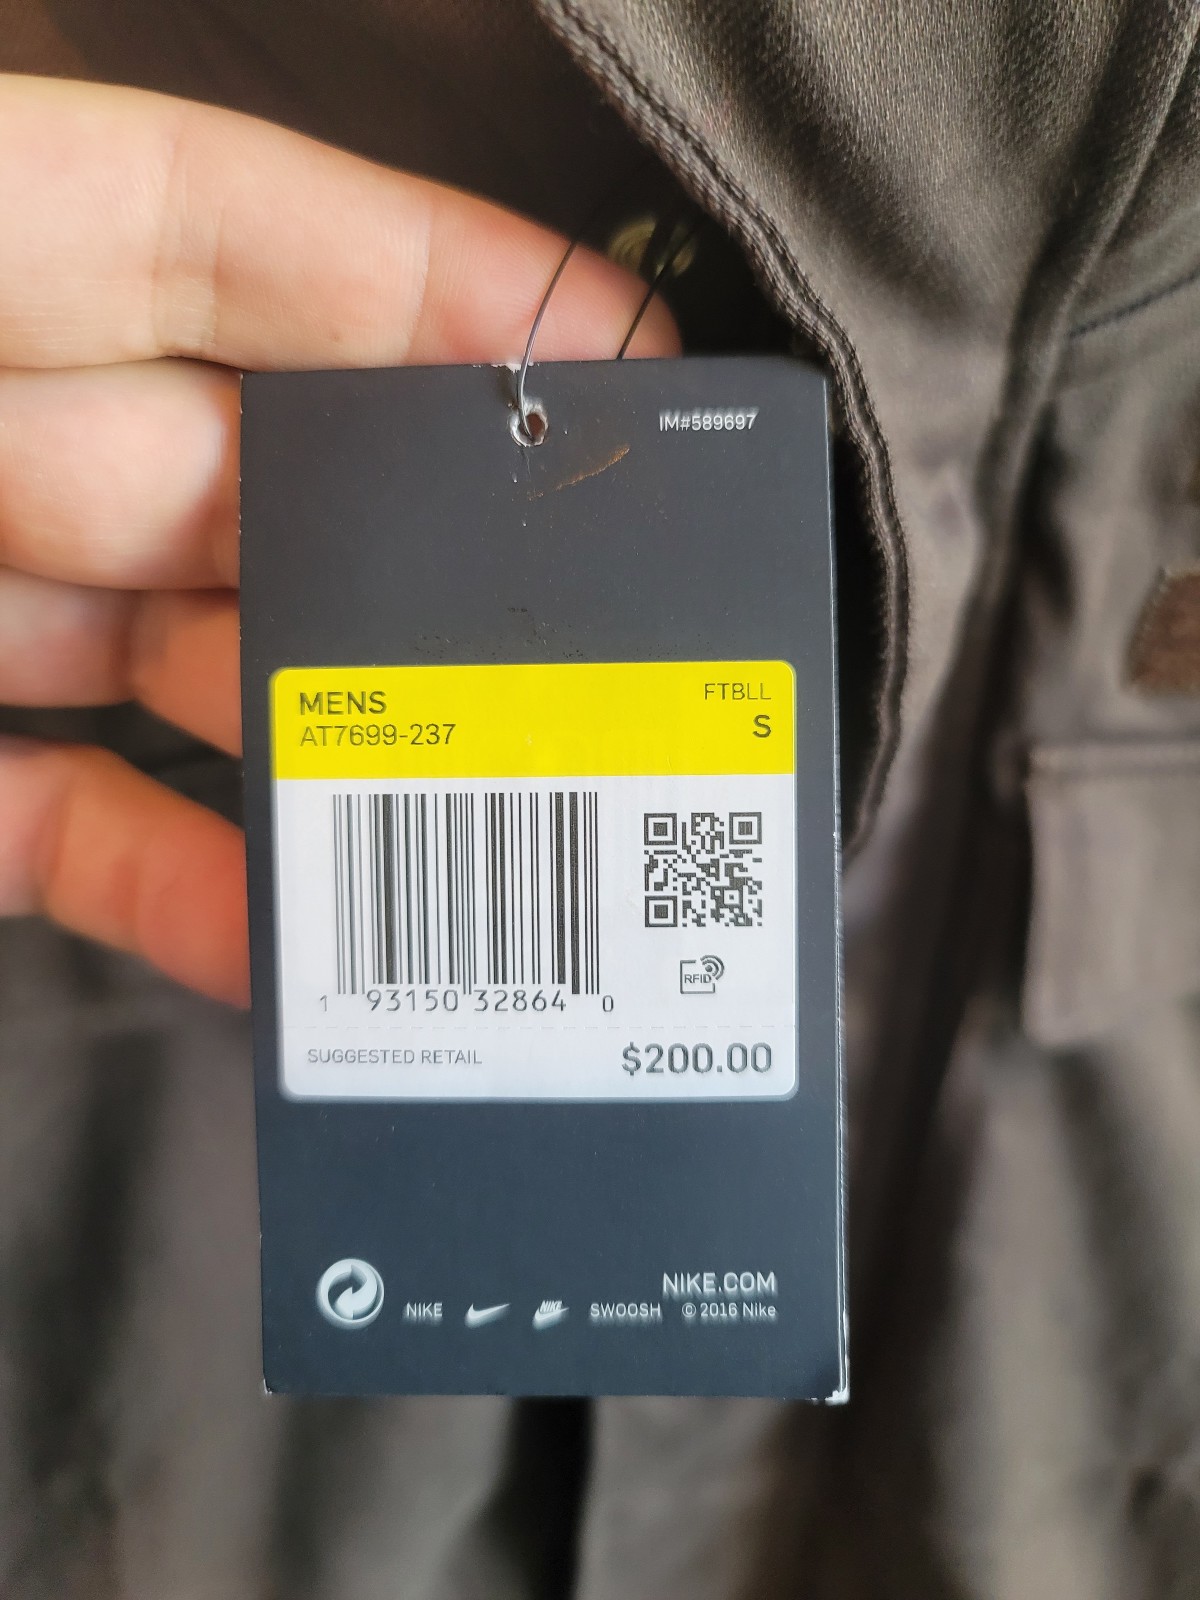 IM#589697
MENS
FTBLL
AT7699-237
S
1 93150 32864 0
RFID
SUGGESTED RETAIL
$200.00
NIKE.COM
NIKE NIKE SWOOSH © 2016 Nike